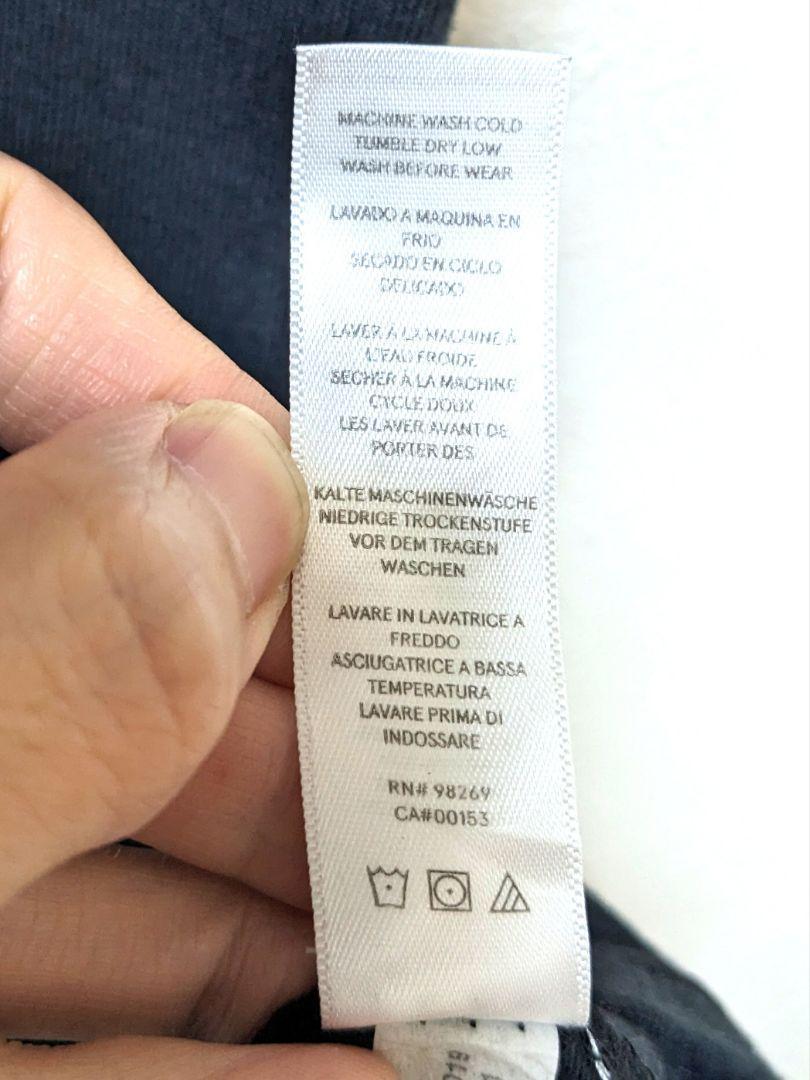 MACHINE WASH COLD
TUMBLE DRY LOW
WASH BEFORE WEAR
LAVADO A MAQUINA EN
FRIO
SECADO EN CICLO
DELICADO
LAVER À LA MACHINE À
L'EAU FROIDE
SECHER À LA MACHINE
CYCLE DOUX
LES LAVER AVANT DE
PORTER DES
KALTE MASCHINENWÄSCHE
NIEDRIGE TROCKENSTUFE
VOR DEM TRAGEN
WASCHEN
LAVARE IN LAVATRICE A
FREDDO
ASCIUGATRICE A BASSA
TEMPERATURA
LAVARE PRIMA DI
INDOSSARE
RN# 98269
CA#00153